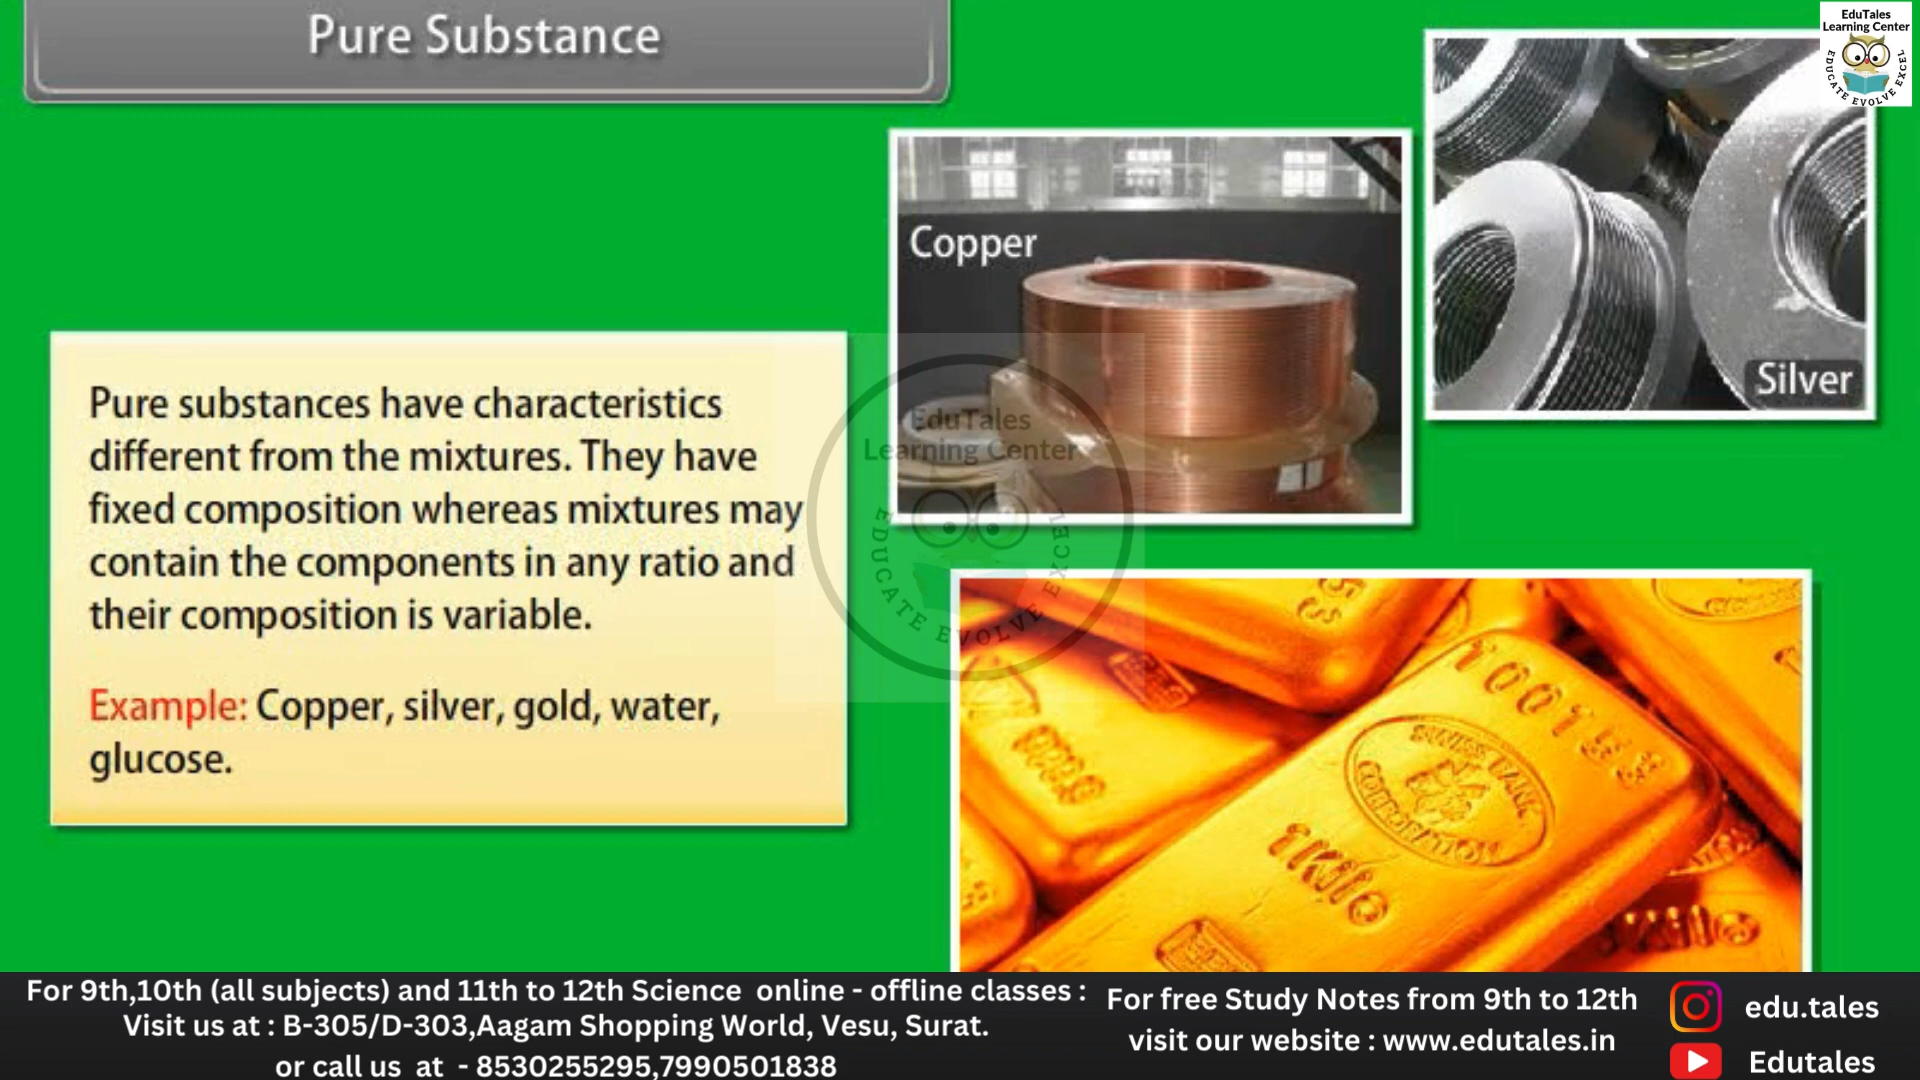 Pure Substance
EduTales
Learning Center
EDUCATE EVOLVE EXCEL
Copper
Silver
Pure substances have characteristics
different from the mixtures. They have
fixed composition whereas mixtures may
contain the components in any ratio and
their composition is variable.
Example: Copper, silver, gold, water,
glucose.
EduTales
Learning Center
EDUCATE EVOLVE EXCEL
SWISS BANK
CORPORATION
For 9th,10th (all subjects) and 11th to 12th Science online - offline classes :
Visit us at : B-305/D-303,Aagam Shopping World, Vesu, Surat.
or call us at - 8530255295,7990501838
For free Study Notes from 9th to 12th
visit our website : www.edutales.in
edu.tales
Edutales